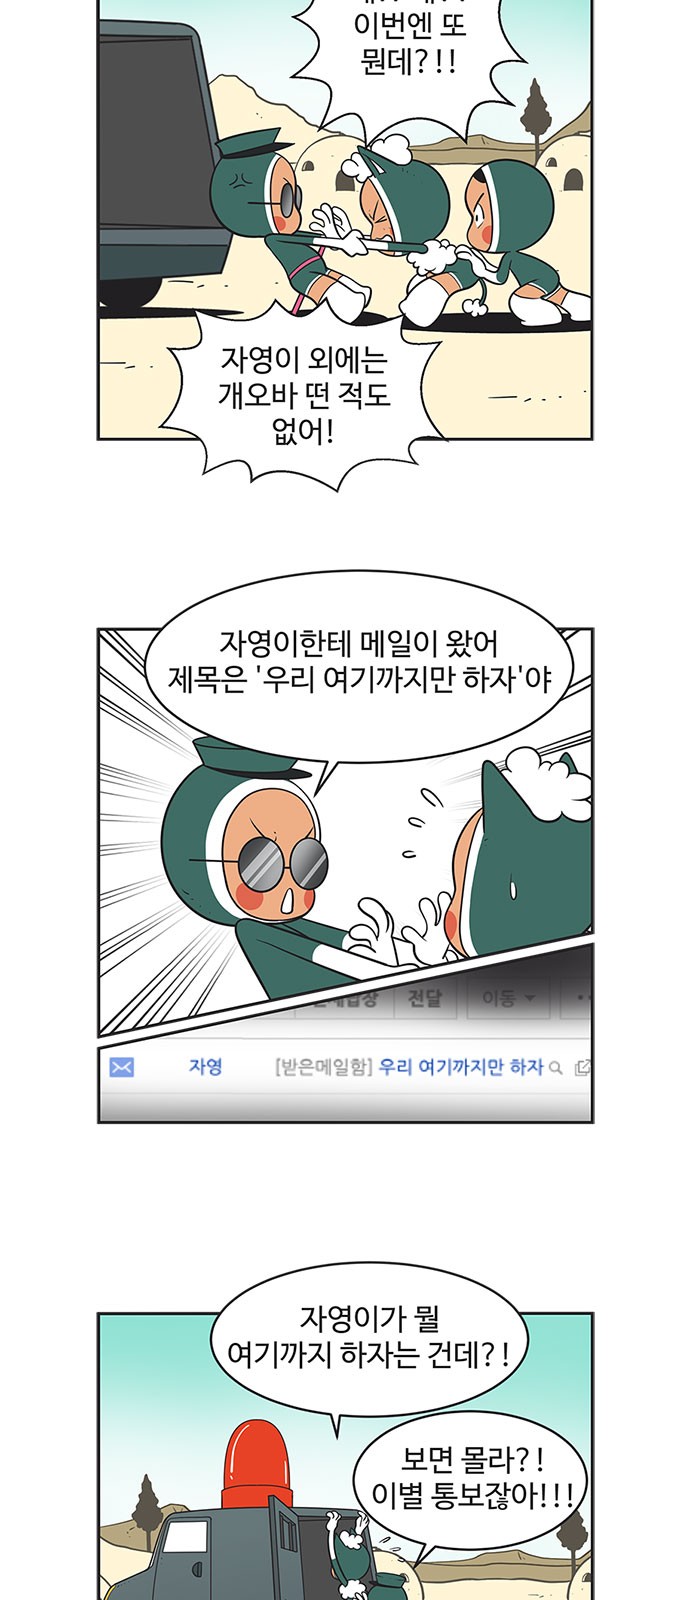 이번엔 또
뭔데?!!
자영이 외에는
개오바 떤 적도
없어!
자영이한테 메일이 왔어
제목은 '우리 여기까지만 하자'야
전달 이동
자영 [받은메일함] 우리 여기까지만 하자
자영이가 뭘
여기까지 하자는 건데?!
보면 몰라?!
이별 통보잖아!!!